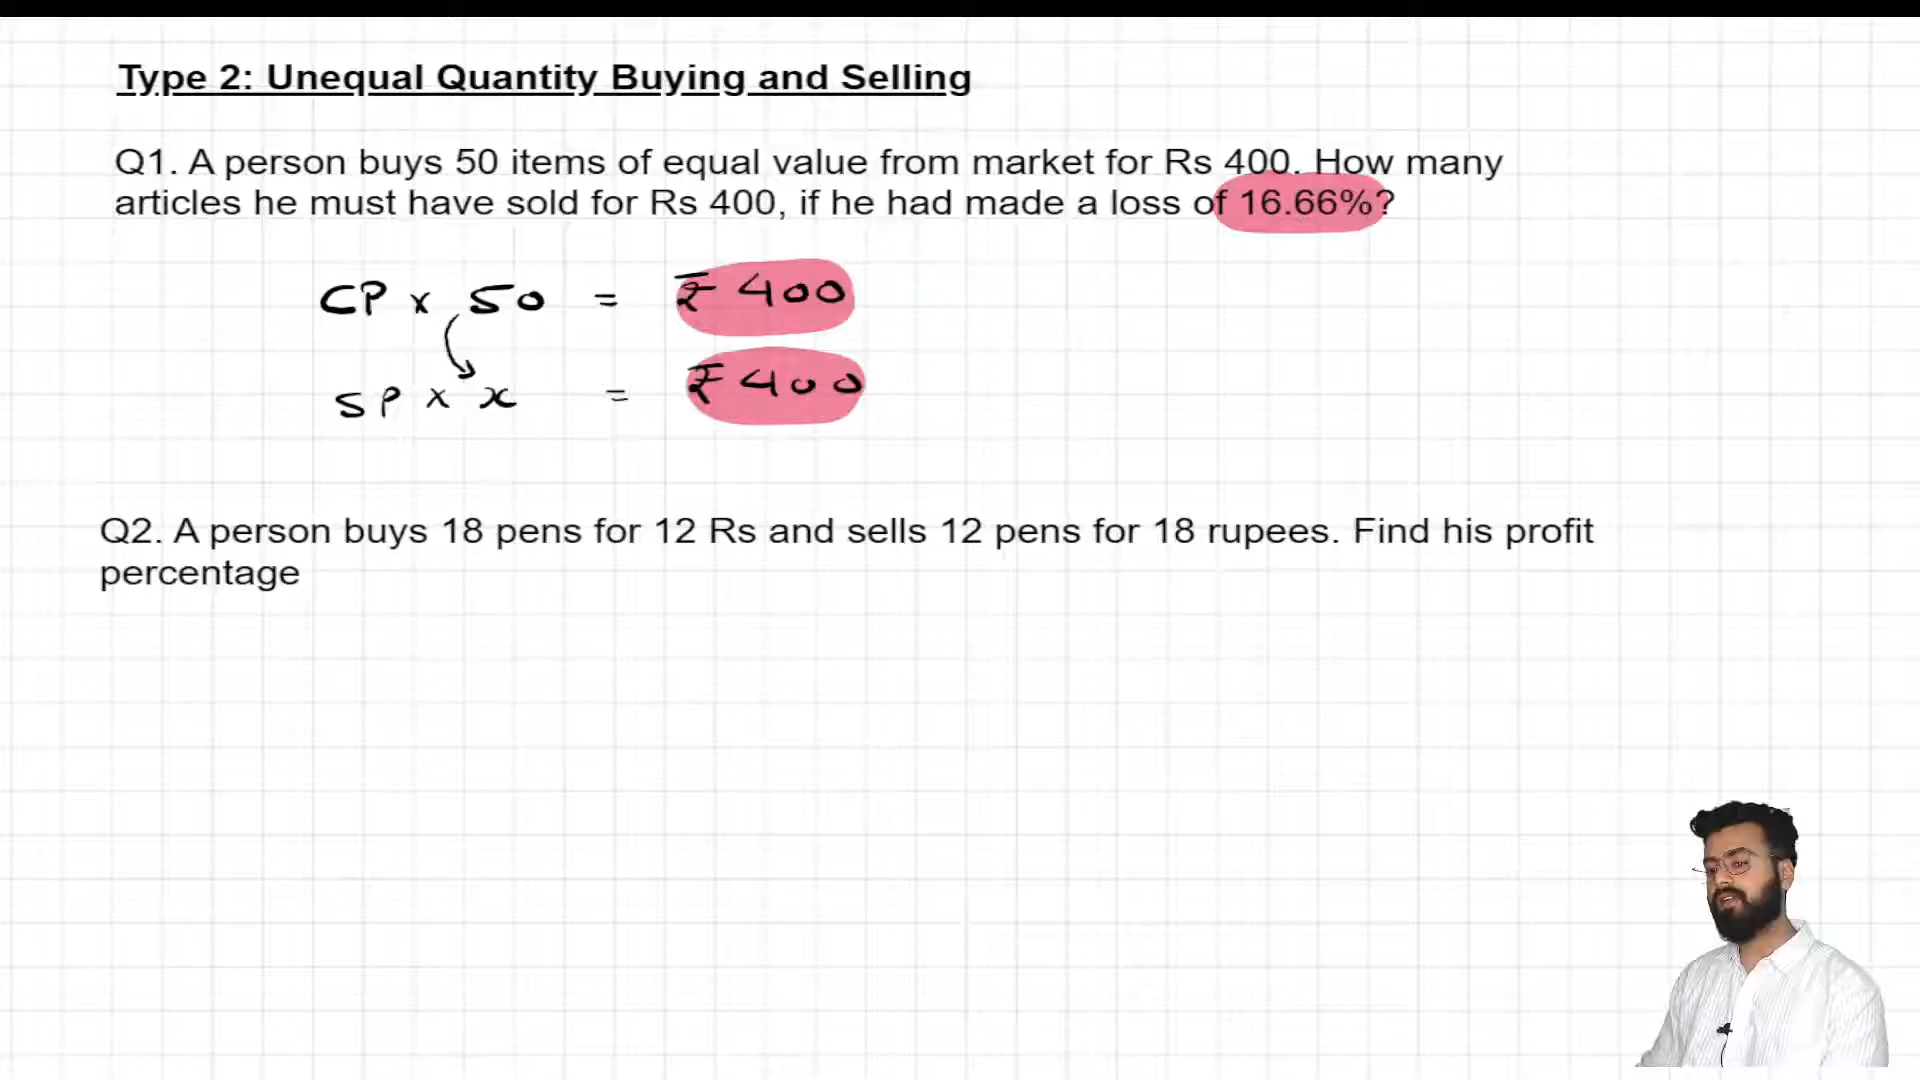 Type 2: Unequal Quantity Buying and Selling
Q1. A person buys 50 items of equal value from market for Rs 400. How many
articles he must have sold for Rs 400, if he had made a loss of 16.66%?
CP x 50 = ₹ 400
SP x x = ₹ 400
Q2. A person buys 18 pens for 12 Rs and sells 12 pens for 18 rupees. Find his profit
percentage